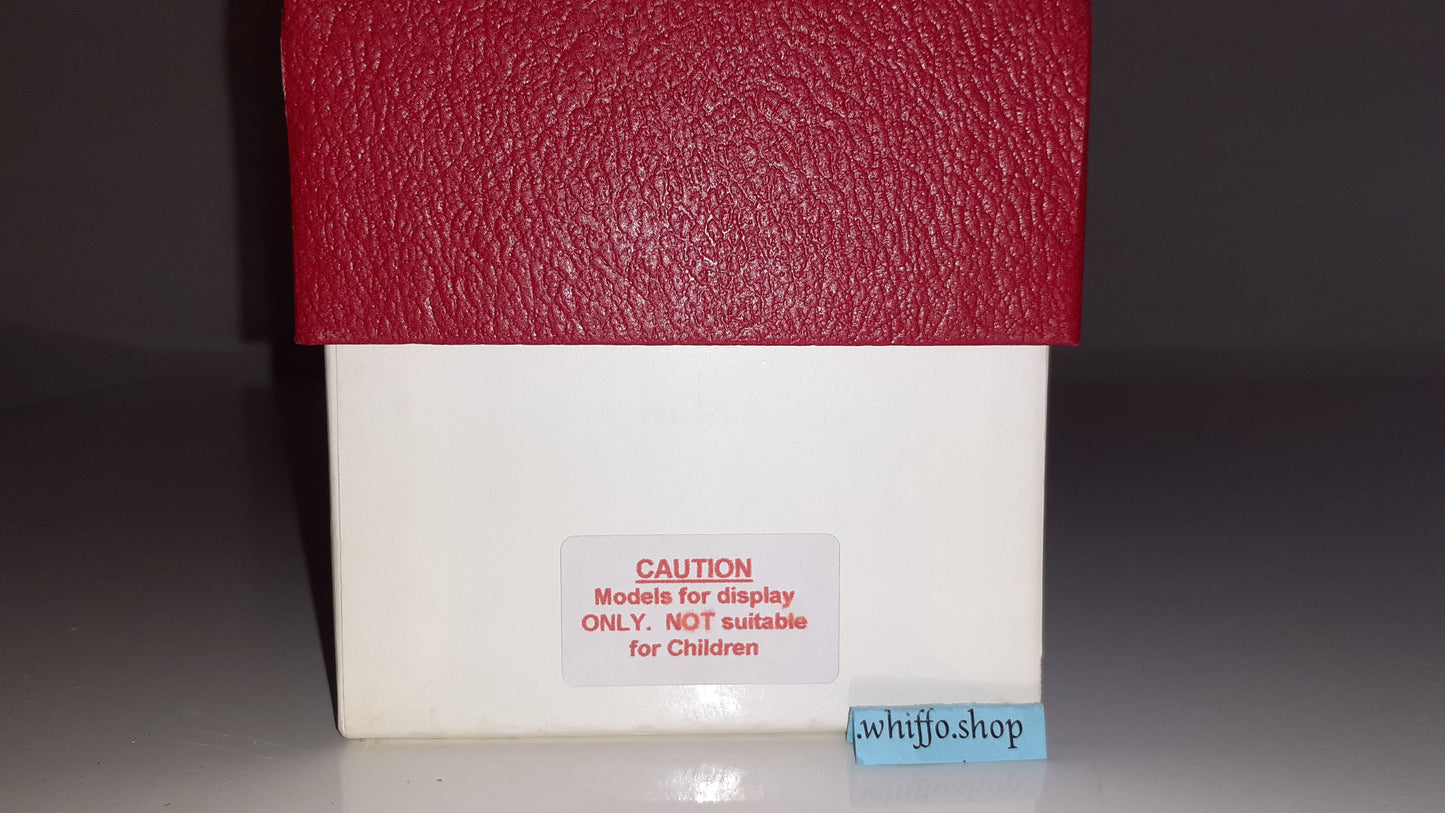 CAUTION
Models for display
ONLY. NOT suitable
for Children
.whiffo.shop